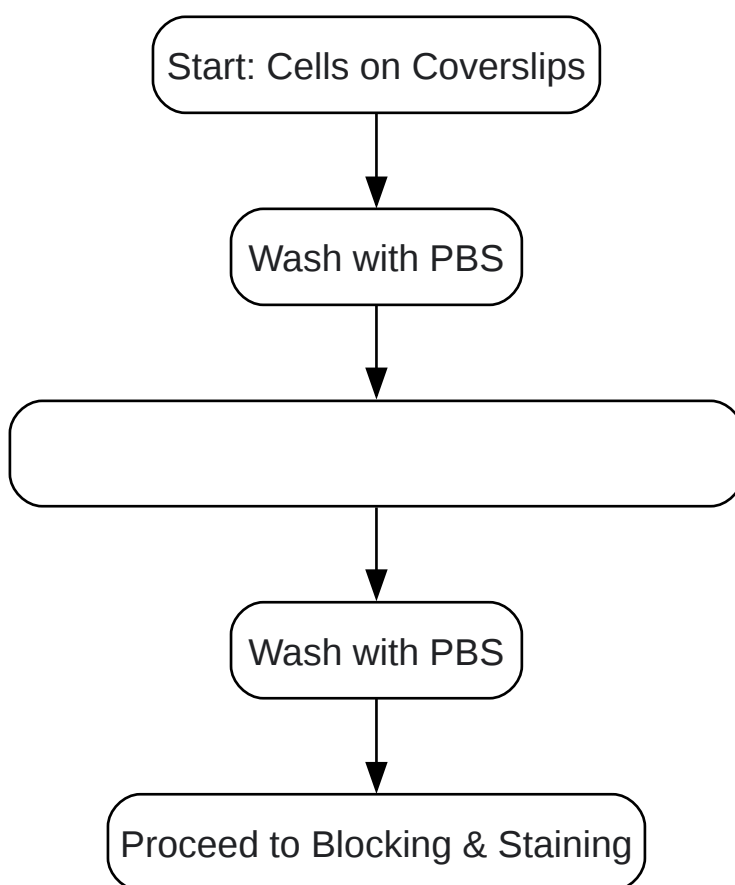 Start: Cells on Coverslips
Wash with PBS
Wash with PBS
Proceed to Blocking & Staining